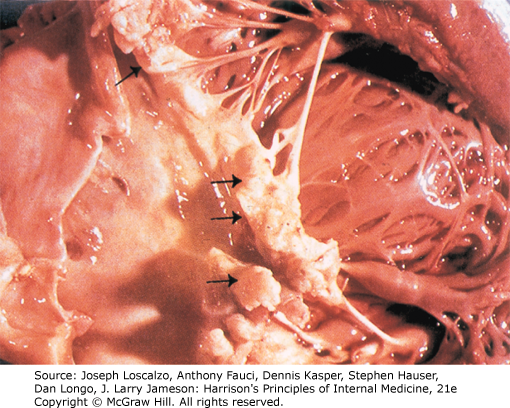 Source: Joseph Loscalzo, Anthony Fauci, Dennis Kasper, Stephen Hauser,
Dan Longo, J. Larry Jameson: Harrison's Principles of Internal Medicine, 21e
Copyright © McGraw Hill. All rights reserved.